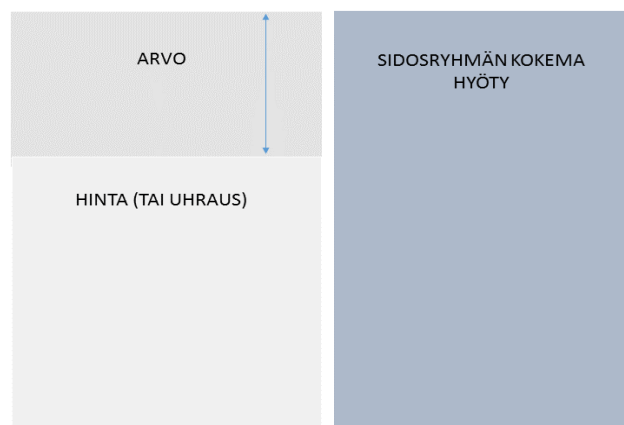 ARVO
SIDOSRYHMÄN KOKEMA
HYÖTY
HINTA (TAI UHRAUS)